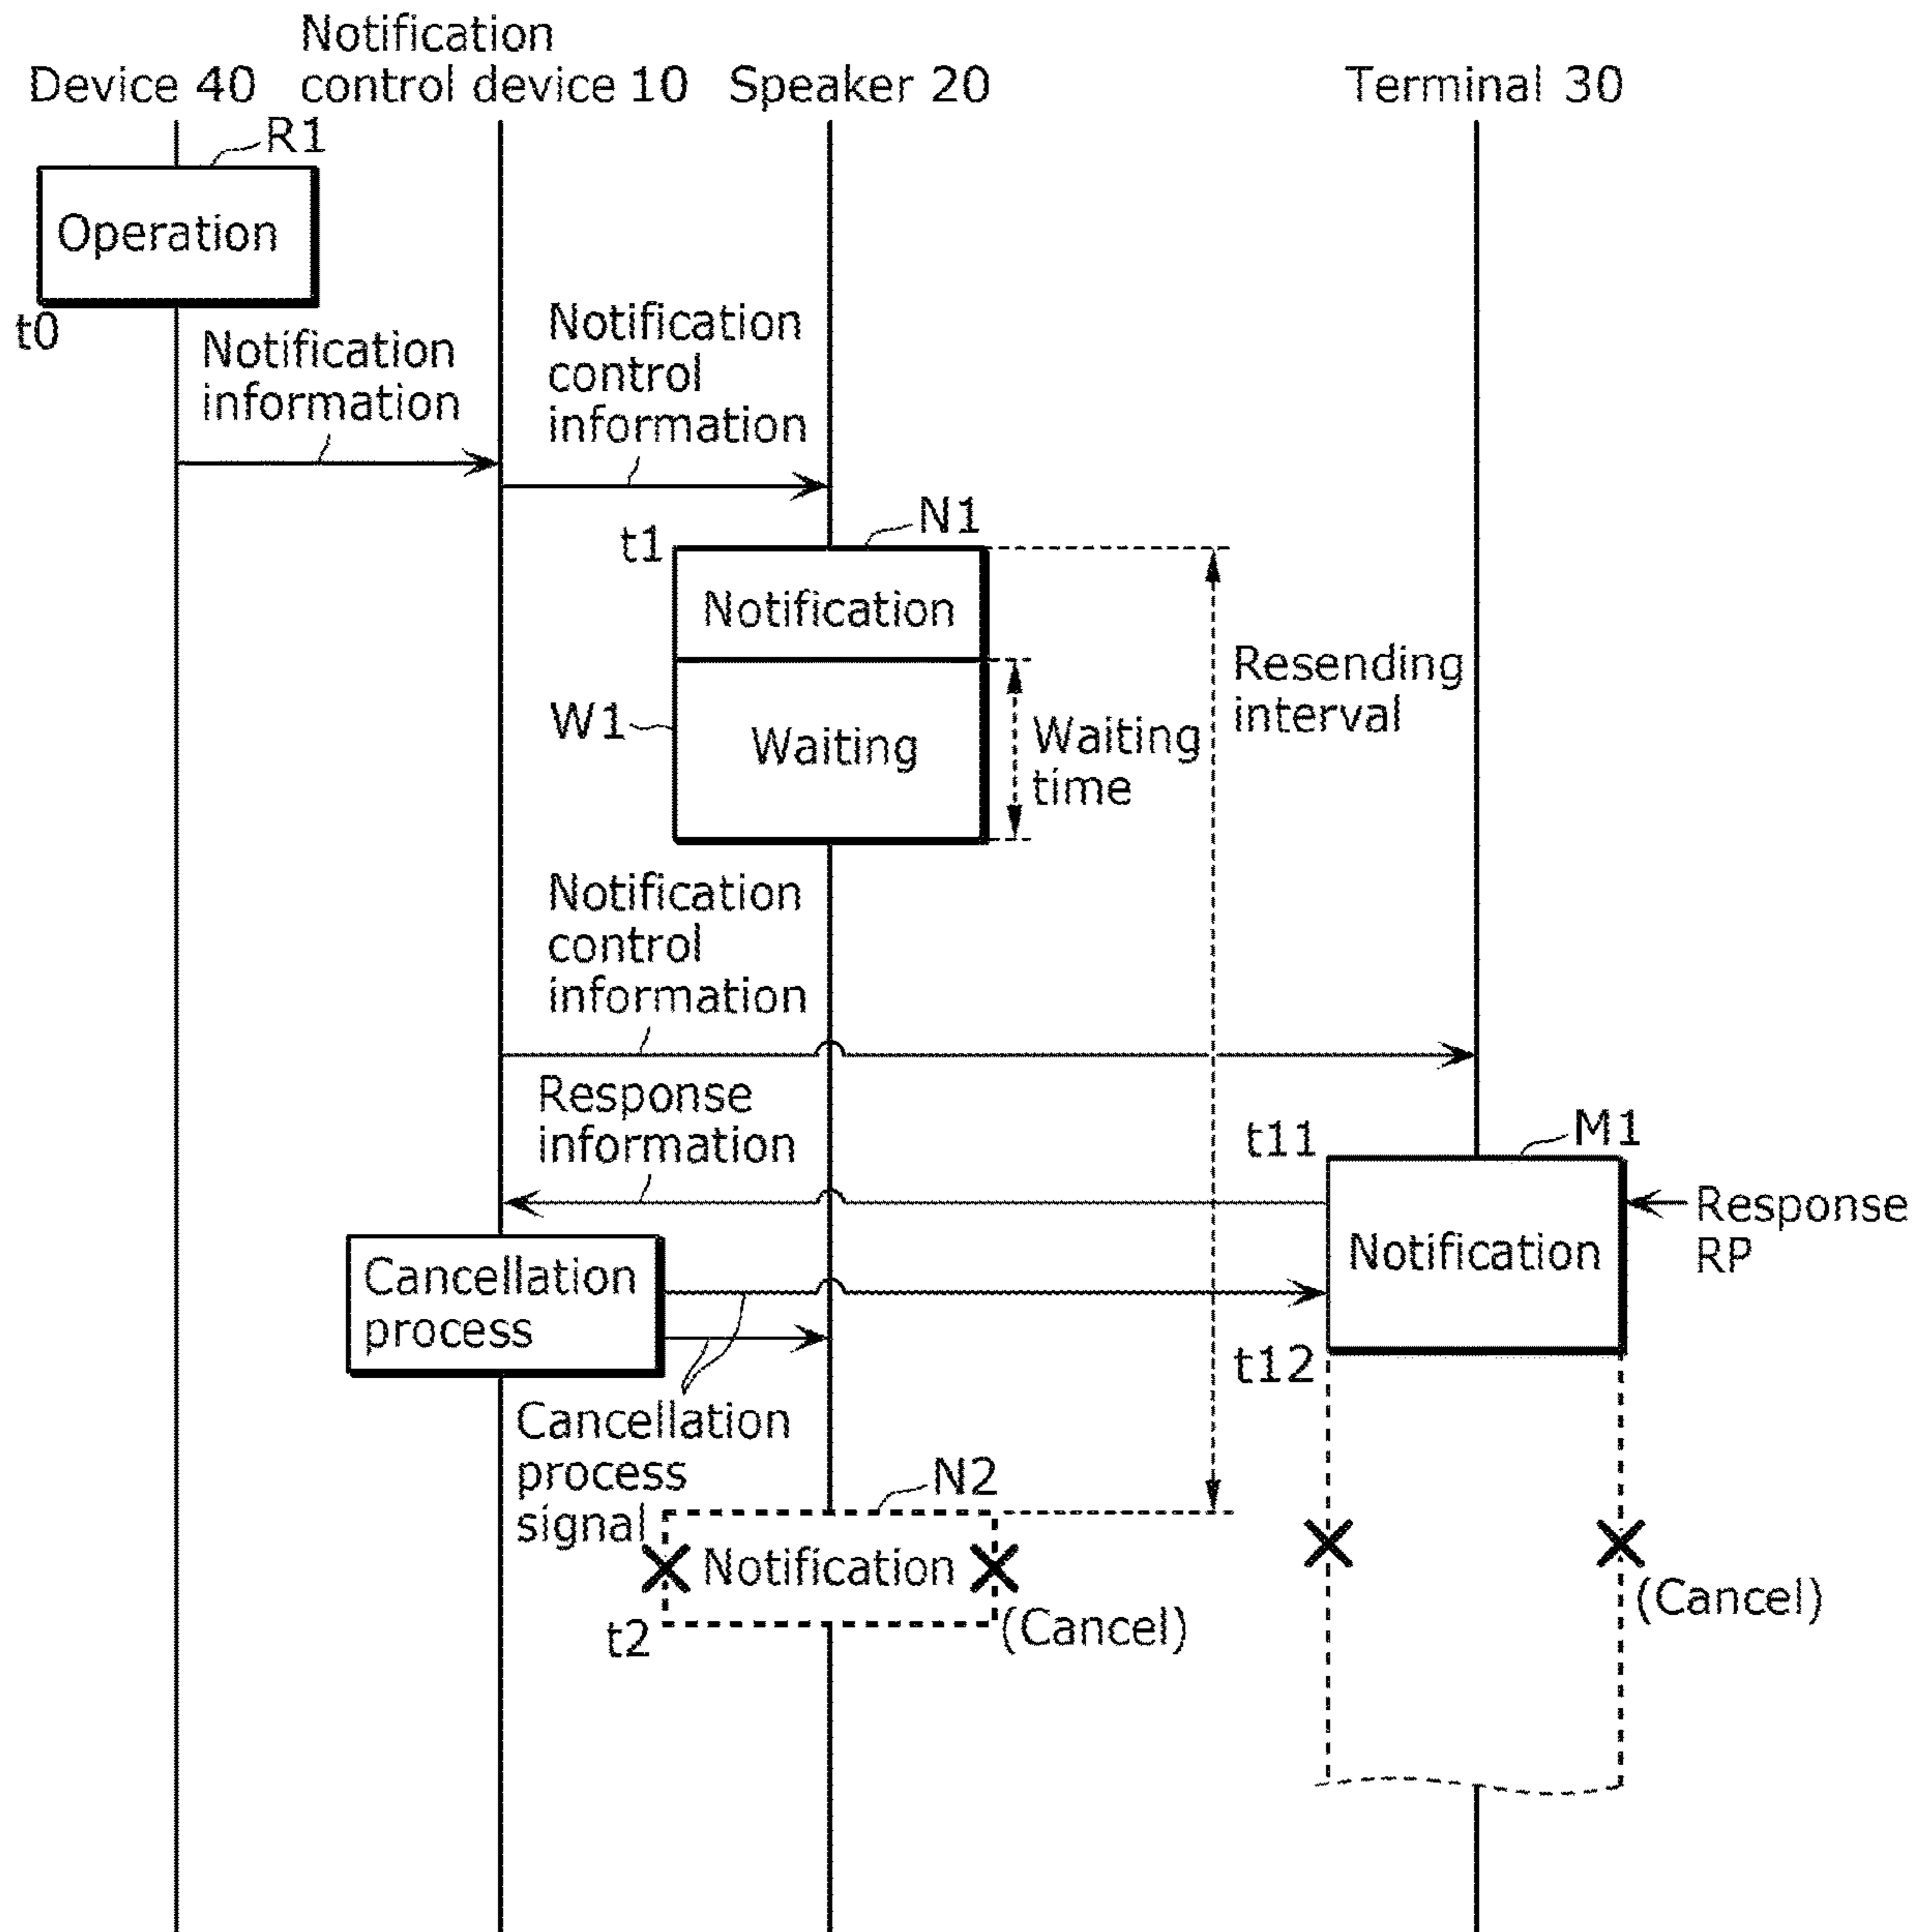 Notification
Device 40
control device 10
Speaker 20
Terminal 30
R1
Operation
t0
Notification
information
Notification
control
information
N1
t1
Notification
Resending
interval
W1
Waiting
Waiting
time
Notification
control
information
Response
information
t11
M1
Response
RP
Notification
Cancellation
process
t12
Cancellation
process
signal
N2
Notification
(Cancel)
t2
(Cancel)